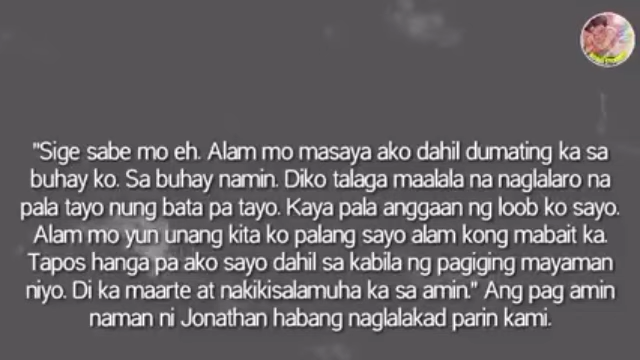 "Sige sabe mo eh. Alam mo masaya ako dahil dumating ka sa
buhay ko. Sa buhay namin. Diko talaga maalala na naglalaro na
pala tayo nung bata pa tayo. Kaya pala anggaan ng loob ko sayo.
Alam mo yun unang kita ko palang sayo alam kong mabait ka.
Tapos hanga pa ako sayo dahil sa kabila ng pagiging mayaman
niyo. Di ka maarte at nakikisalamuha ka sa amin." Ang pag amin
naman ni Jonathan habang naglalakad parin kami.